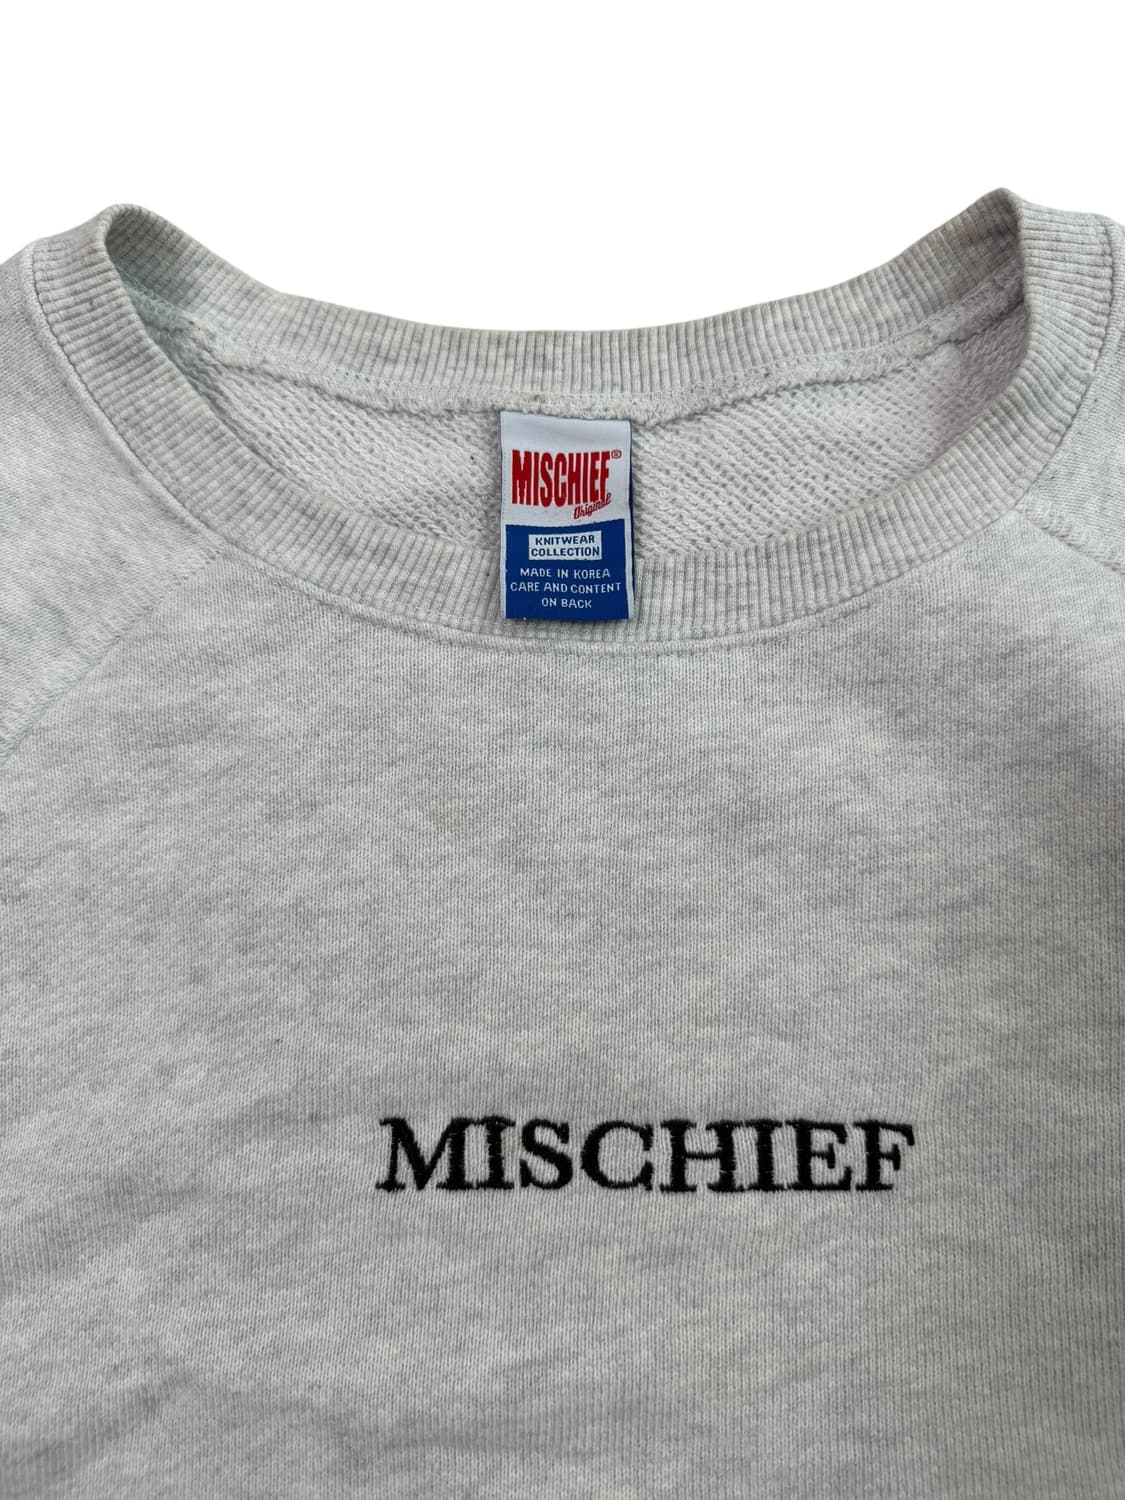 MISCHIEF®
Original
KNITWEAR
COLLECTION
MADE IN KOREA
CARE AND CONTENT
ON BACK
MISCHIEF